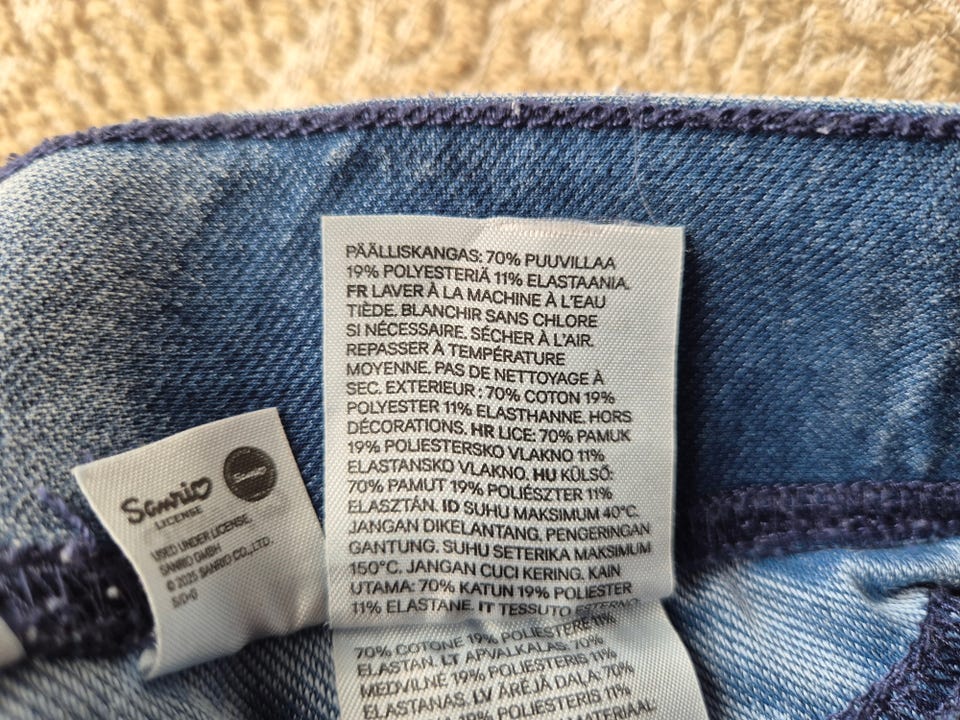 PÄÄLLISKANGAS: 70% PUUVILLAA
19% POLYESTERIÄ 11% ELASTAANIA.
FR LAVER À LA MACHINE À L'EAU
TIÈDE. BLANCHIR SANS CHLORE
SI NÉCESSAIRE. SÉCHER À L'AIR.
REPASSER À TEMPÉRATURE
MOYENNE. PAS DE NETTOYAGE À
SEC. EXTERIEUR : 70% COTON 19%
POLYESTER 11% ELASTHANNE. HORS
DÉCORATIONS. HR LICE: 70% PAMUK
19% POLIESTERSKO VLAKNO 11%
ELASTANSKO VLAKNO. HU KÜLSŐ:
70% PAMUT 19% POLIÉSZTER 11%
ELASZTÁN. ID SUHU MAKSIMUM 40°C.
JANGAN DIKELANTANG. PENGERINGAN
GANTUNG. SUHU SETERIKA MAKSIMUM
150°C. JANGAN CUCI KERING. KAIN
UTAMA: 70% KATUN 19% POLIESTER
11% ELASTANE. IT TESSUTO ESTERNO:
70% COTONE 19% POLIESTERE 11%
ELASTAN. LT APVALKALAS: 70%
MEDVILNĖ 19% POLIESTERIS 11%
ELASTANAS. LV ĀRĒJĀ DAĻA: 70%
POLIESTERIS 11%
MATERIAAL
Sanrio
LICENSE
Sanrio
USED UNDER LICENSE,
SANRIO GMBH
© 2025 SANRIO CO., LTD.